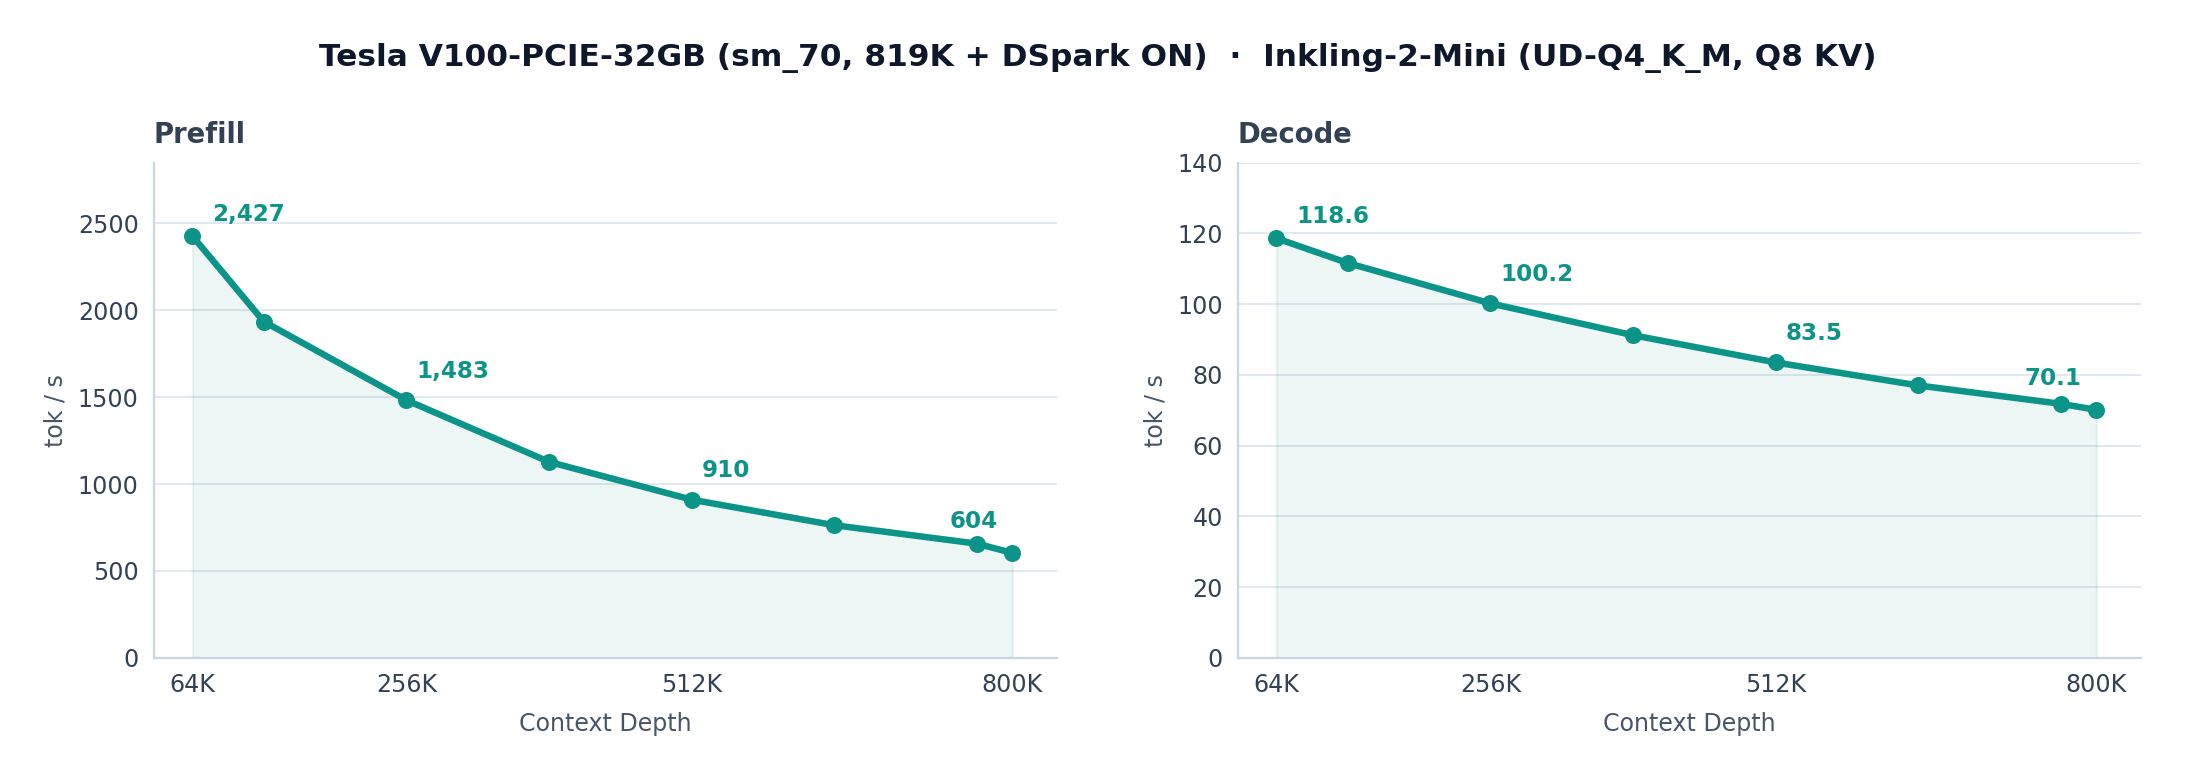 Tesla V100-PCIE-32GB (sm_70, 819K + DSpark ON)  ·  Inkling-2-Mini (UD-Q4_K_M, Q8 KV)
Prefill
tok / s
2500
2000
1500
1000
500
0
2,427
1,483
910
604
64K
256K
512K
800K
Context Depth
Decode
tok / s
140
120
100
80
60
40
20
0
118.6
100.2
83.5
70.1
64K
256K
512K
800K
Context Depth